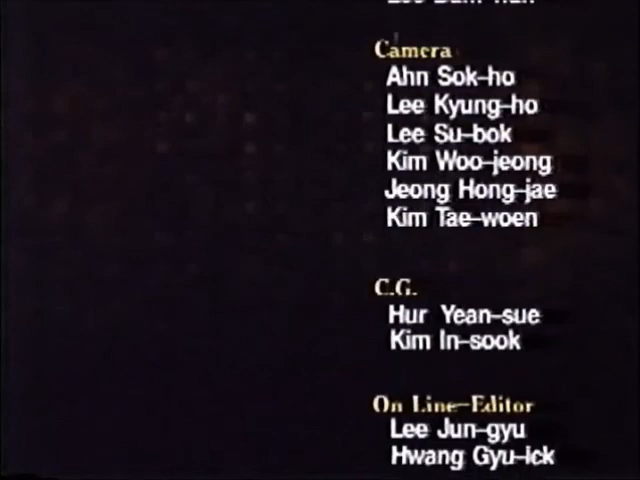 Camera
Ahn Sok-ho
Lee Kyung-ho
Lee Su-bok
Kim Woo-jeong
Jeong Hong-jae
Kim Tae-woen
C.G.
Hur Yean-sue
Kim In-sook
On Line-Editor
Lee Jun-gyu
Hwang Gyu-ick